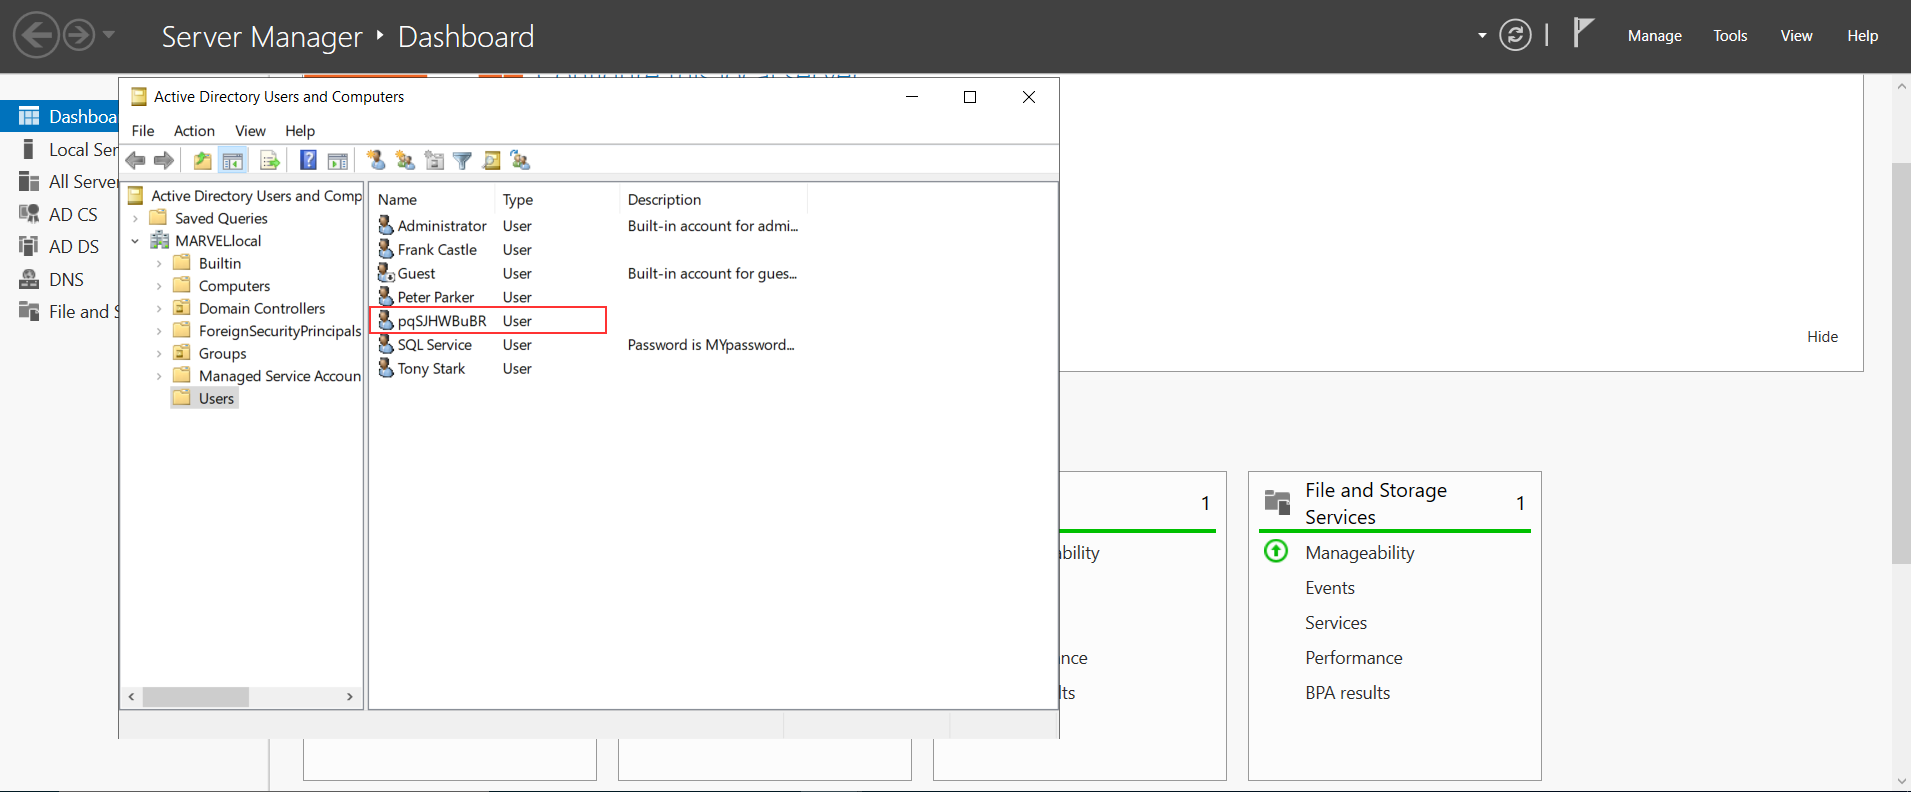 Server Manager ‣ Dashboard
Manage Tools View Help
Active Directory Users and Computers
File Action View Help
Dashboa
Local Ser
All Server
AD CS
AD DS
DNS
File and S
Active Directory Users and Comp
Saved Queries
MARVEL.local
Builtin
Computers
Domain Controllers
ForeignSecurityPrincipals
Groups
Managed Service Accoun
Users
Name Type Description
Administrator User Built-in account for admi...
Frank Castle User
Guest User Built-in account for gues...
Peter Parker User
pqSJHWBuBR User
SQL Service User Password is MYpassword...
Tony Stark User
Hide
1
bility
nce
lts
File and Storage
Services
1
Manageability
Events
Services
Performance
BPA results